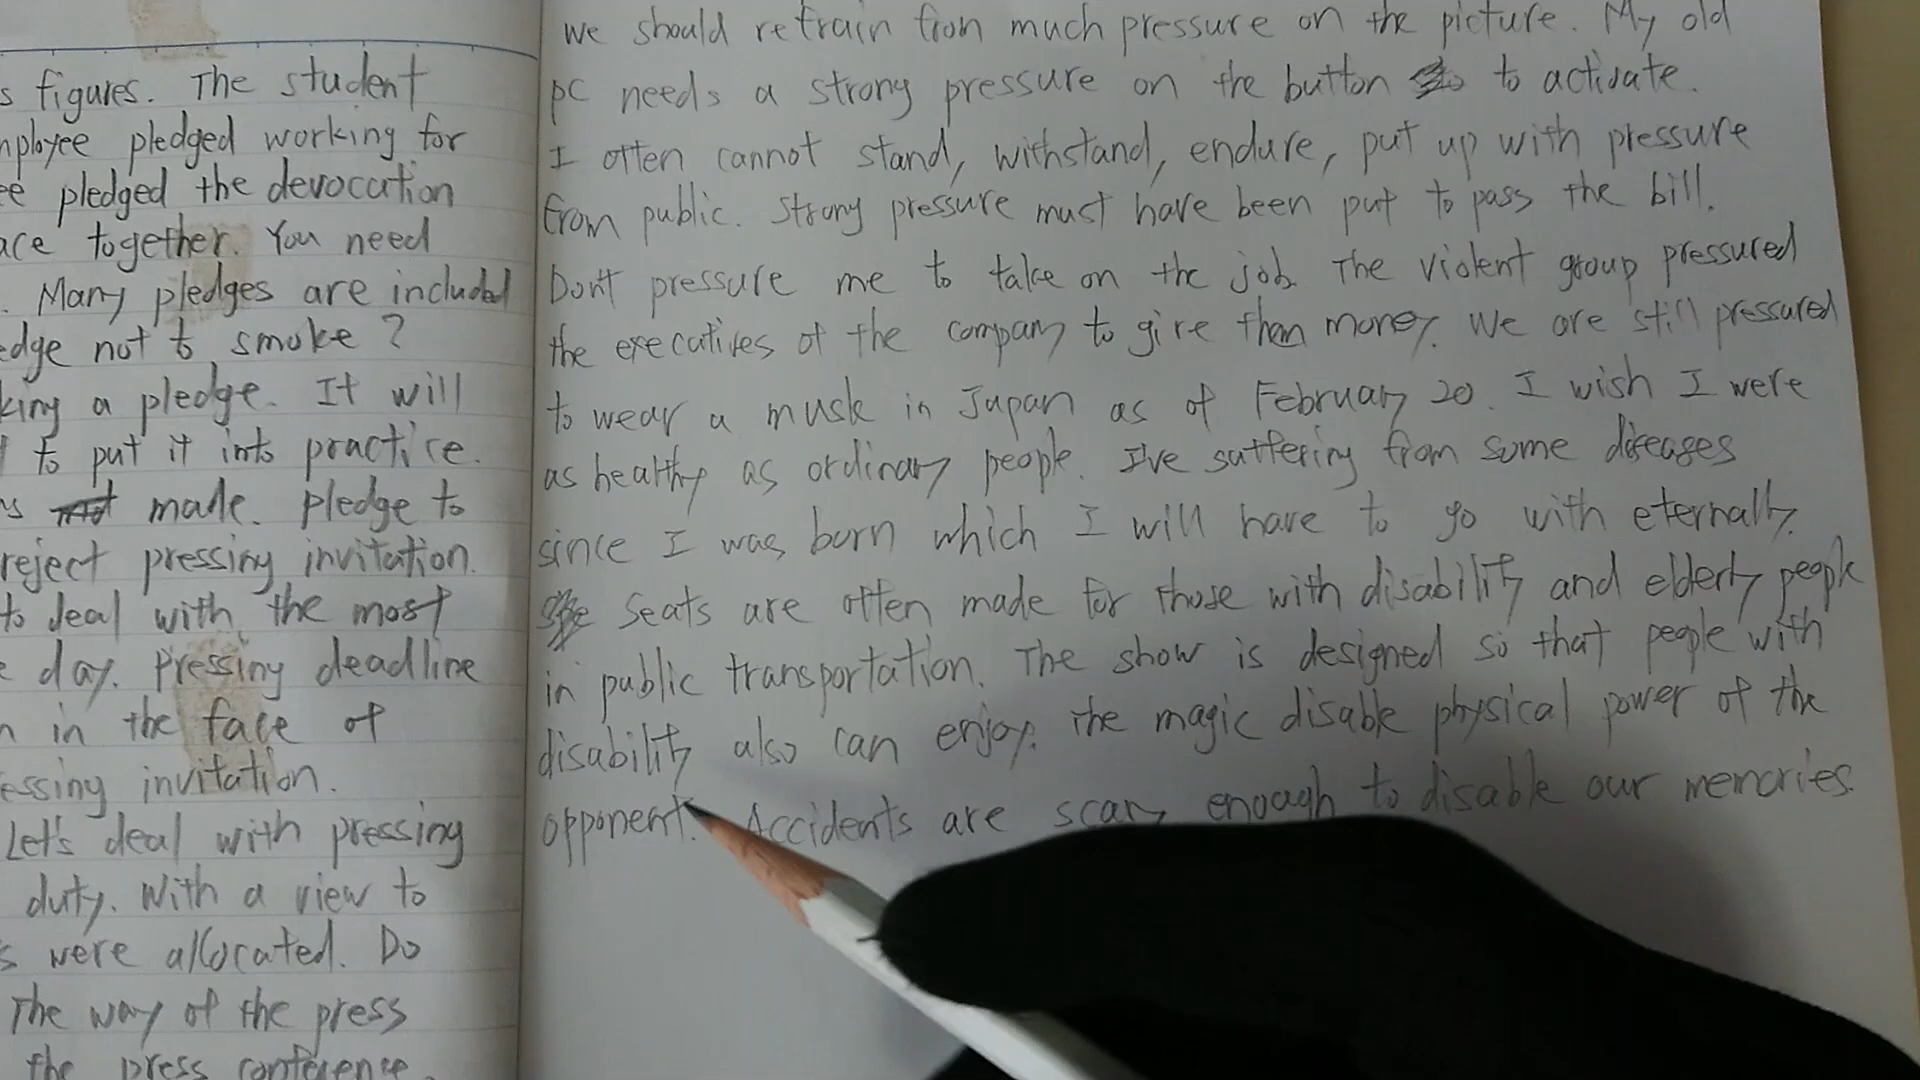 s figures. The student
mployee pledged working for
ee pledged the devocation
ace together. You need
. Many pledges are included
edge not to smoke?
king a pledge. It will
to put it into practice.
made. Pledge to
reject pressing invitation.
to deal with the most
e day. Pressing deadline
n in the face of
essing invitation.
Let's deal with pressing
duty. With a view to
s were allocated. Do
The way of the press
the press conference.
we should refrain from much pressure on the picture. My old
pc needs a strong pressure on the button to activate.
I often cannot stand, withstand, endure, put up with pressure
from public. Strong pressure must have been put to pass the bill.
Don't pressure me to take on the job. The violent group pressured
the executives of the company to give them money. We are still pressured
to wear a musk in Japan as of February 20. I wish I were
as healthy as ordinary people. I've suffering from some diseases
since I was born which I will have to go with eternally.
Seats are often made for those with disability and elderly people
in public transportation. The show is designed so that people with
disability also can enjoy. The magic disable physical power of the
opponent. Accidents are scary enough to disable our memories.